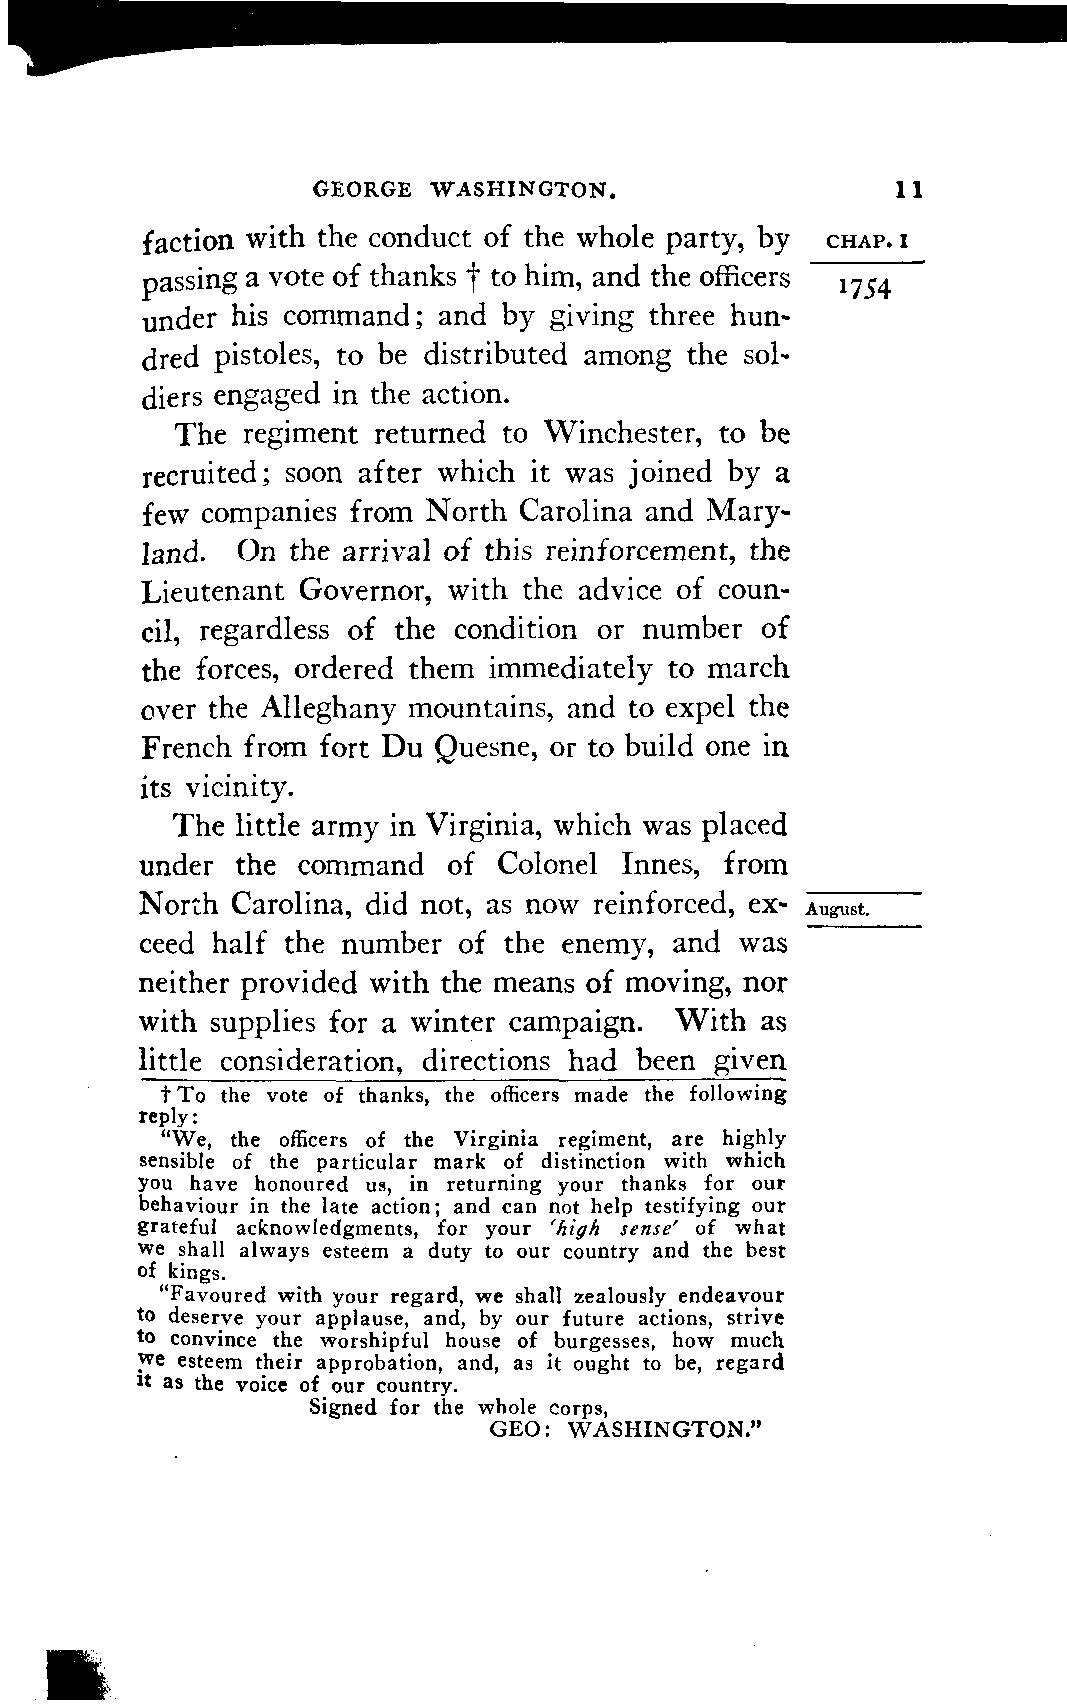 GEORGE WASHINGTON. 11
faction with the conduct of the whole party, by CHAP. I
passing a vote of thanks † to him, and the officers 1754
under his command; and by giving three hun-
dred pistoles, to be distributed among the sol-
diers engaged in the action.
The regiment returned to Winchester, to be
recruited; soon after which it was joined by a
few companies from North Carolina and Mary-
land. On the arrival of this reinforcement, the
Lieutenant Governor, with the advice of coun-
cil, regardless of the condition or number of
the forces, ordered them immediately to march
over the Alleghany mountains, and to expel the
French from fort Du Quesne, or to build one in
its vicinity.
The little army in Virginia, which was placed
under the command of Colonel Innes, from
North Carolina, did not, as now reinforced, ex- August.
ceed half the number of the enemy, and was
neither provided with the means of moving, nor
with supplies for a winter campaign. With as
little consideration, directions had been given
† To the vote of thanks, the officers made the following
reply:
"We, the officers of the Virginia regiment, are highly
sensible of the particular mark of distinction with which
you have honoured us, in returning your thanks for our
behaviour in the late action; and can not help testifying our
grateful acknowledgments, for your 'high sense' of what
we shall always esteem a duty to our country and the best
of kings.
"Favoured with your regard, we shall zealously endeavour
to deserve your applause, and, by our future actions, strive
to convince the worshipful house of burgesses, how much
we esteem their approbation, and, as it ought to be, regard
it as the voice of our country.
Signed for the whole corps,
GEO: WASHINGTON."